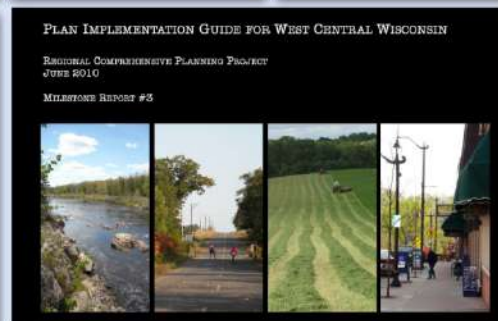 PLAN IMPLEMENTATION GUIDE FOR WEST CENTRAL WISCONSIN
REGIONAL COMPREHENSIVE PLANNING PROJECT
JUNE 2010
MILESTONE REPORT #3